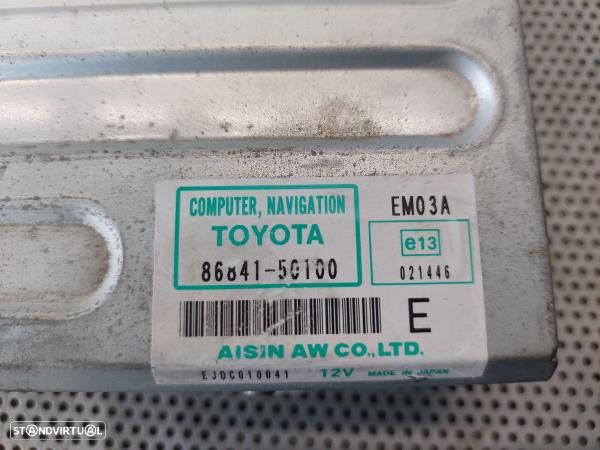 COMPUTER, NAVIGATION
TOYOTA
86841-50100
EM03A
e13
021446
E
AISIN AW CO.,LTD.
EJDC010041
12V
MADE IN JAPAN
STANDVIRTUAL